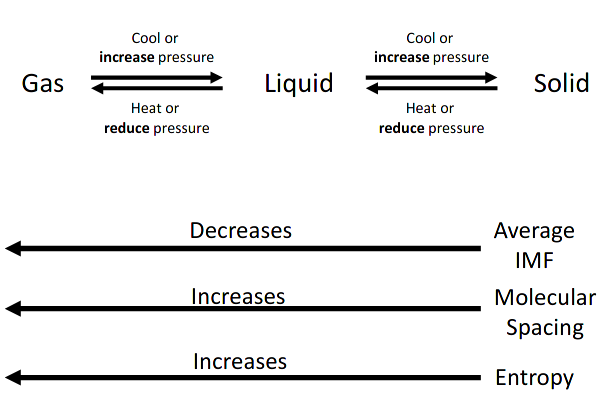 Cool or
increase pressure
Cool or
increase pressure
Gas
Liquid
Solid
Heat or
reduce pressure
Heat or
reduce pressure
Decreases
Average
IMF
Increases
Molecular
Spacing
Increases
Entropy